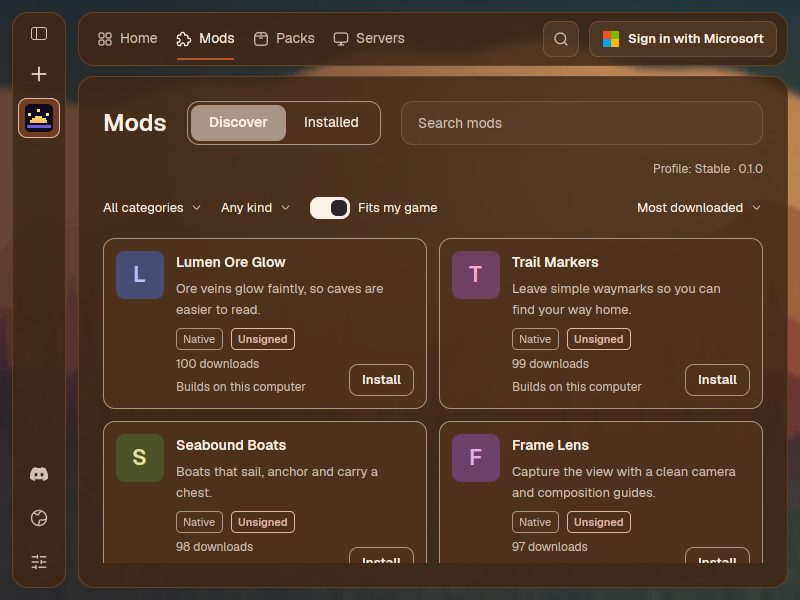 Home
Mods
Packs
Servers
Sign in with Microsoft
Mods
Discover
Installed
Search mods
Profile: Stable · 0.1.0
All categories
Any kind
Fits my game
Most downloaded
L
Lumen Ore Glow
Ore veins glow faintly, so caves are
easier to read.
Native
Unsigned
100 downloads
Builds on this computer
Install
T
Trail Markers
Leave simple waymarks so you can
find your way home.
Native
Unsigned
99 downloads
Builds on this computer
Install
S
Seabound Boats
Boats that sail, anchor and carry a
chest.
Native
Unsigned
98 downloads
Install
F
Frame Lens
Capture the view with a clean camera
and composition guides.
Native
Unsigned
97 downloads
Install